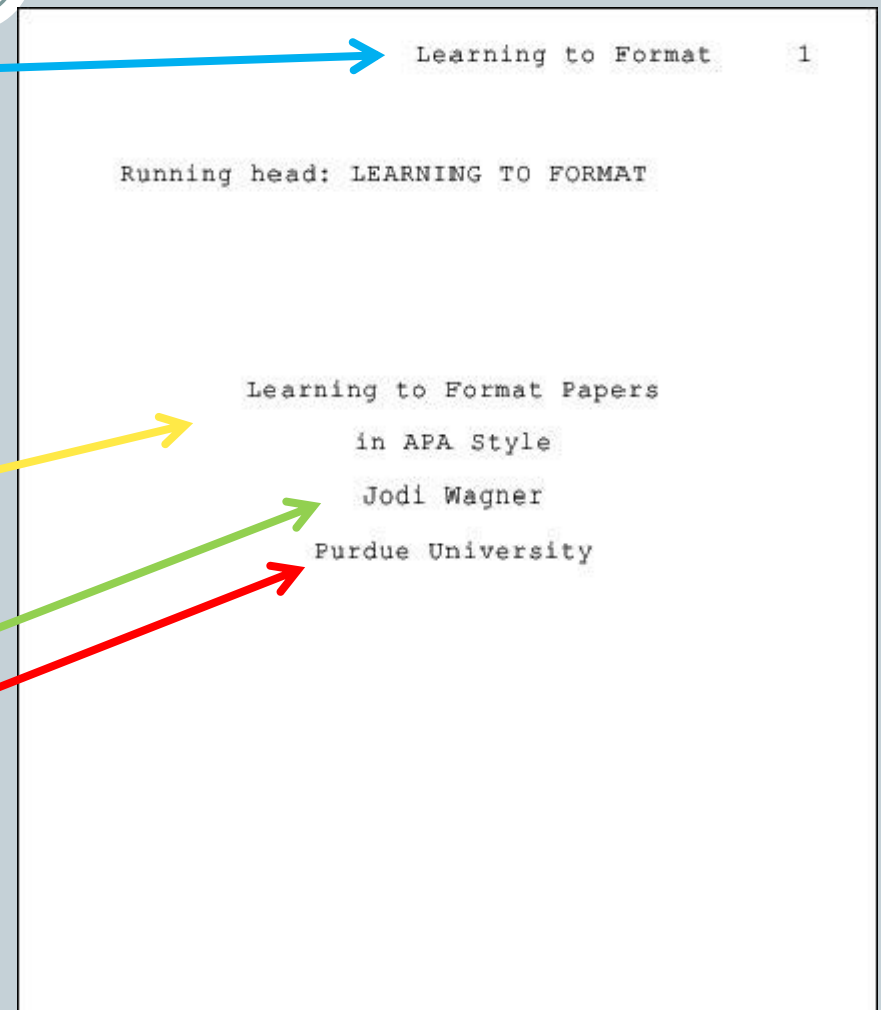 Learning to Format 1
Running head: LEARNING TO FORMAT
Learning to Format Papers
in APA Style
Jodi Wagner
Purdue University